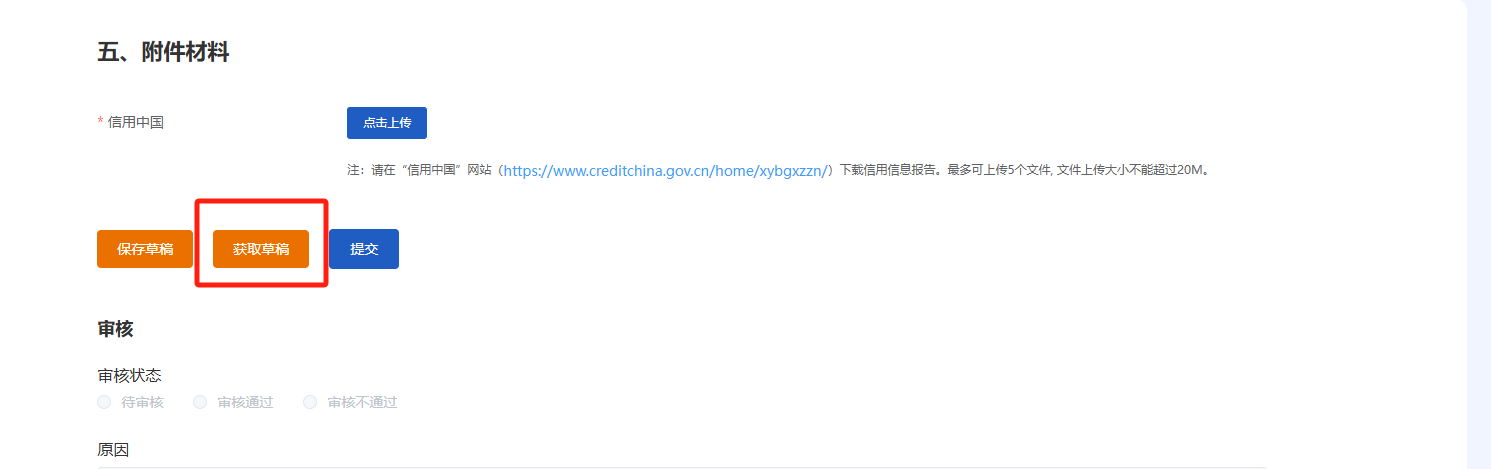 五、附件材料
* 信用中国
点击上传
注：请在“信用中国”网站（https://www.creditchina.gov.cn/home/xybgxzzn/）下载信用信息报告。最多可上传5个文件, 文件上传大小不能超过20M。
保存草稿 获取草稿 提交
审核
审核状态
待审核 审核通过 审核不通过
原因